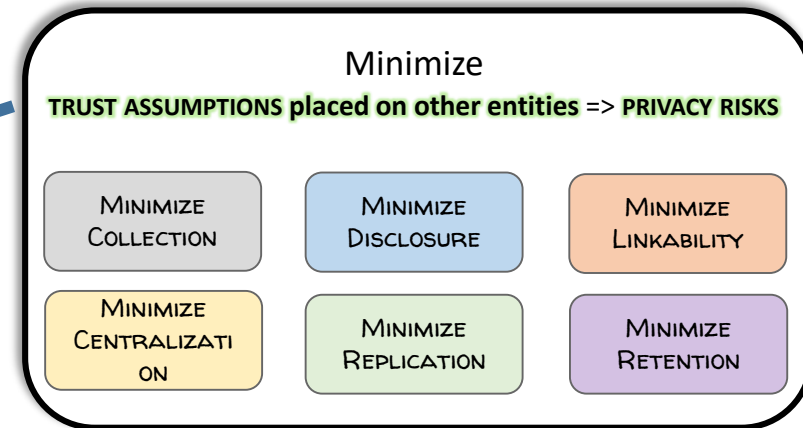 Minimize
TRUST ASSUMPTIONS placed on other entities => PRIVACY RISKS
MINIMIZE
COLLECTION
MINIMIZE
DISCLOSURE
MINIMIZE
LINKABILITY
MINIMIZE
CENTRALIZATI
ON
MINIMIZE
REPLICATION
MINIMIZE
RETENTION